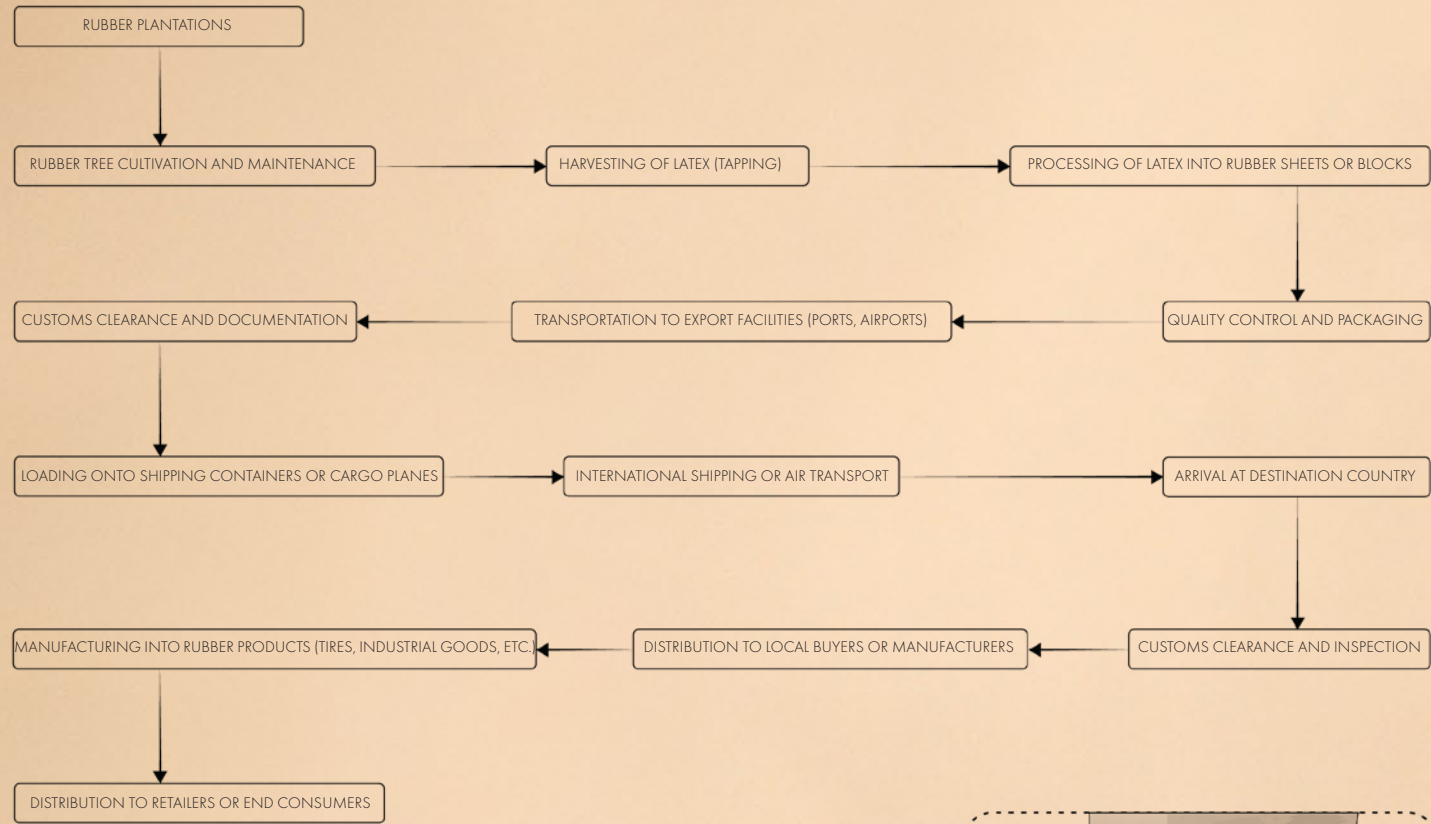 RUBBER PLANTATIONS
RUBBER TREE CULTIVATION AND MAINTENANCE
HARVESTING OF LATEX (TAPPING)
PROCESSING OF LATEX INTO RUBBER SHEETS OR BLOCKS
QUALITY CONTROL AND PACKAGING
TRANSPORTATION TO EXPORT FACILITIES (PORTS, AIRPORTS)
CUSTOMS CLEARANCE AND DOCUMENTATION
LOADING ONTO SHIPPING CONTAINERS OR CARGO PLANES
INTERNATIONAL SHIPPING OR AIR TRANSPORT
ARRIVAL AT DESTINATION COUNTRY
CUSTOMS CLEARANCE AND INSPECTION
DISTRIBUTION TO LOCAL BUYERS OR MANUFACTURERS
MANUFACTURING INTO RUBBER PRODUCTS (TIRES, INDUSTRIAL GOODS, ETC.)
DISTRIBUTION TO RETAILERS OR END CONSUMERS